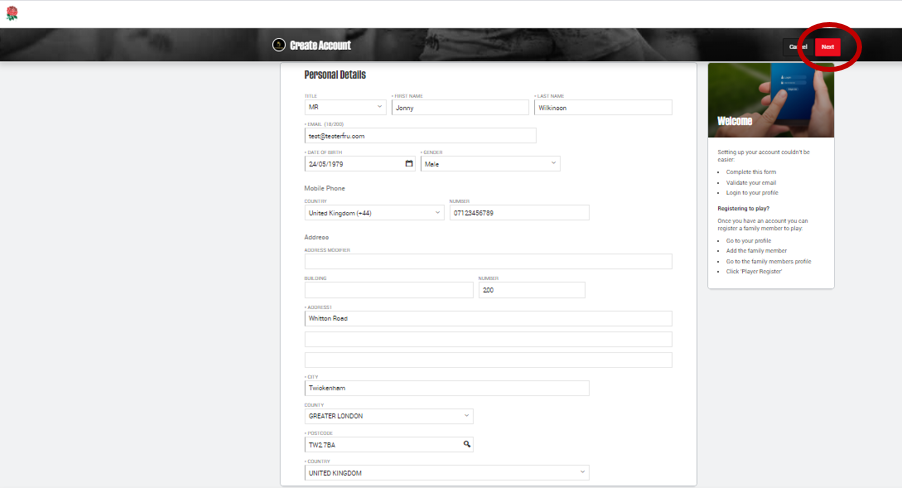 Create Account
Cancel
Next
Personal Details
TITLE
• FIRST NAME
• LAST NAME
MR
Jonny
Wilkinson
• EMAIL
test@testerfru.com
• DATE OF BIRTH
• GENDER
24/05/1979
Male
Mobile Phone
COUNTRY
NUMBER
United Kingdom (+44)
07123456789
Address
ADDRESS MODIFIER
BUILDING
NUMBER
200
• ADDRESS1
Whitton Road
• CITY
Twickenham
COUNTY
GREATER LONDON
• POSTCODE
TW2 7BA
• COUNTRY
UNITED KINGDOM
Welcome
Setting up your account couldn't be
easier:
• Complete this form
• Validate your email
• Login to your profile
Registering to play?
Once you have an account you can
register a family member to play:
• Go to your profile
• Add the family member
• Go to the family members profile
• Click 'Player Register'